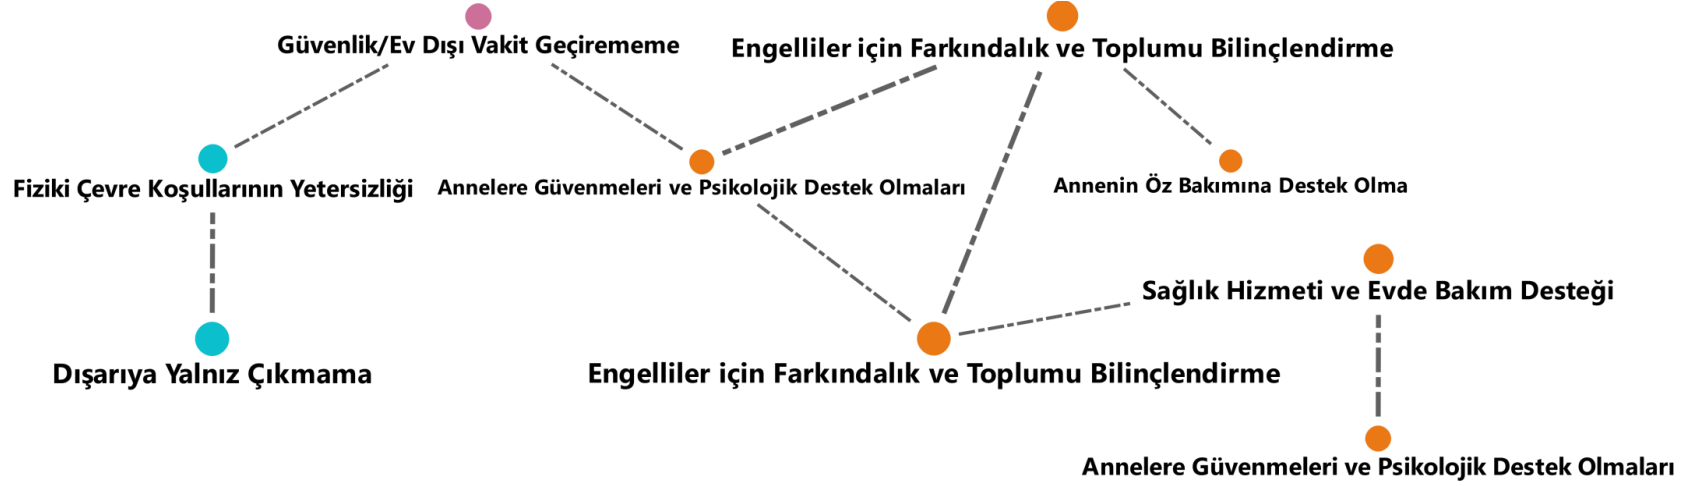 Güvenlik/Ev Dışı Vakit Geçirememe
Engelliler için Farkındalık ve Toplumu Bilinçlendirme
Fiziki Çevre Koşullarının Yetersizliği
Annelere Güvenmeleri ve Psikolojik Destek Olmaları
Annenin Öz Bakımına Destek Olma
Sağlık Hizmeti ve Evde Bakım Desteği
Dışarıya Yalnız Çıkmama
Engelliler için Farkındalık ve Toplumu Bilinçlendirme
Annelere Güvenmeleri ve Psikolojik Destek Olmaları